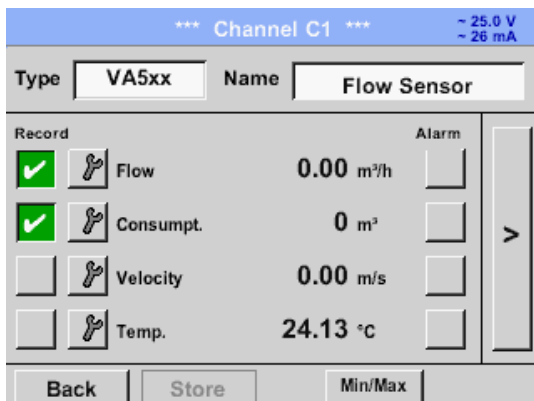 *** Channel C1 ***
~ 25.0 V
~ 26 mA
Type VA5xx Name Flow Sensor
Record Alarm
Flow 0.00 m³/h
Consumpt. 0 m³
>
Velocity 0.00 m/s
Temp. 24.13 °C
Back Store Min/Max